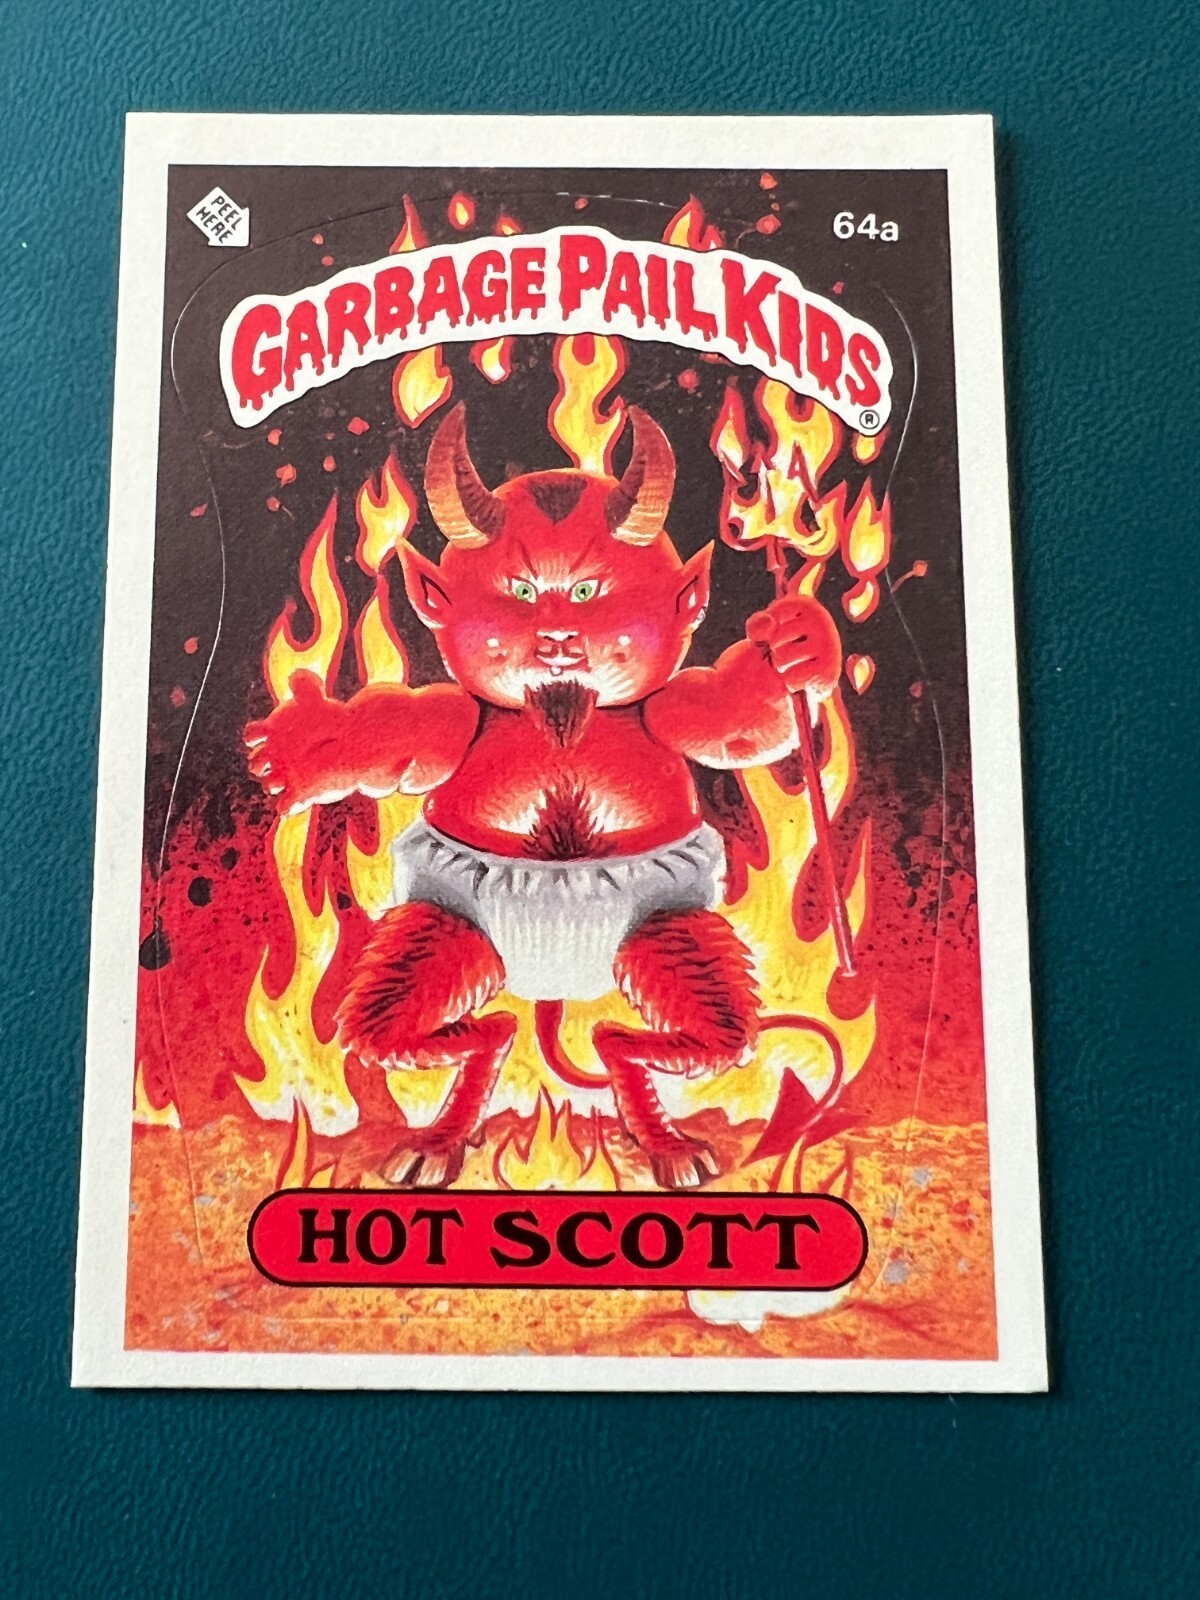 PEEL
HERE
64a
GARBAGE PAIL KIDS
®
HOT SCOTT